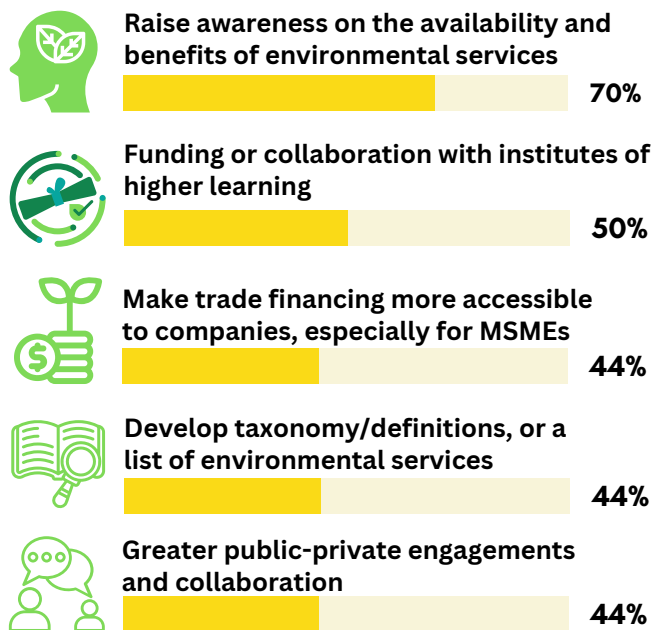 Raise awareness on the availability and
benefits of environmental services
70%
Funding or collaboration with institutes of
higher learning
50%
Make trade financing more accessible
to companies, especially for MSMEs
$
44%
Develop taxonomy/definitions, or a
list of environmental services
44%
Greater public-private engagements
and collaboration
44%